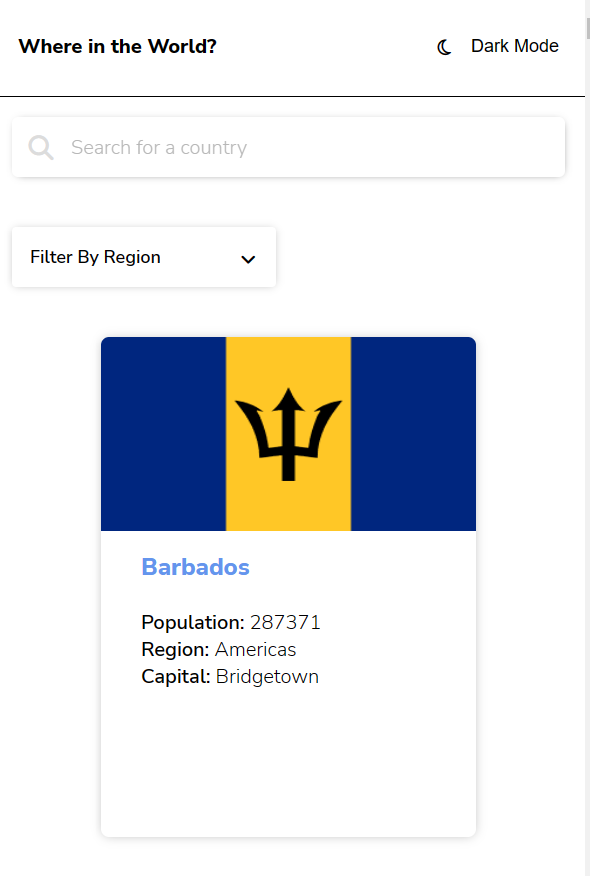 Where in the World?
Dark Mode
Search for a country
Filter By Region
Barbados
Population: 287371
Region: Americas
Capital: Bridgetown